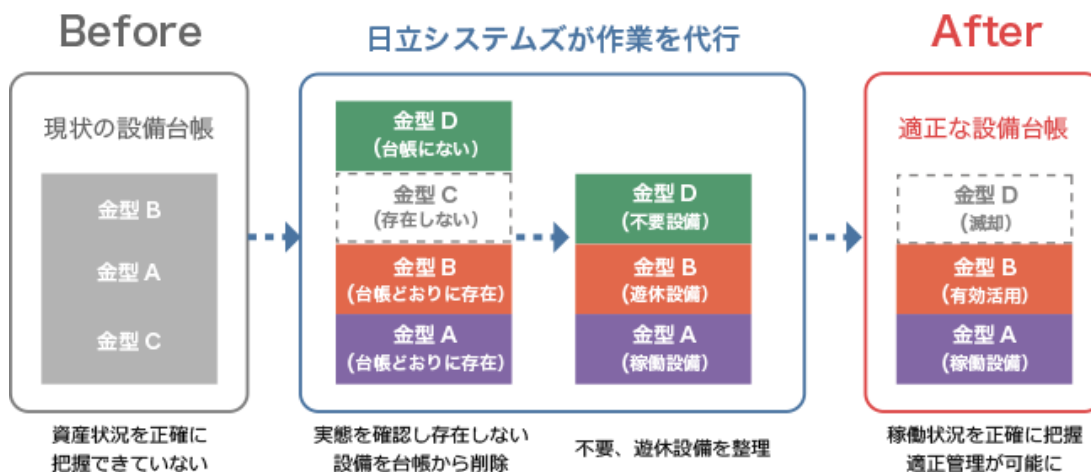 Before
現状の設備台帳
金型 B
金型 A
金型 C
資産状況を正確に
把握できていない
日立システムズが作業を代行
金型 D
(台帳にない)
金型 C
(存在しない)
金型 B
(台帳どおりに存在)
金型 A
(台帳どおりに存在)
実態を確認し存在しない
設備を台帳から削除
金型 D
(不要設備)
金型 B
(遊休設備)
金型 A
(稼働設備)
不要、遊休設備を整理
After
適正な設備台帳
金型 D
(滅却)
金型 B
(有効活用)
金型 A
(稼働設備)
稼働状況を正確に把握
適正管理が可能に